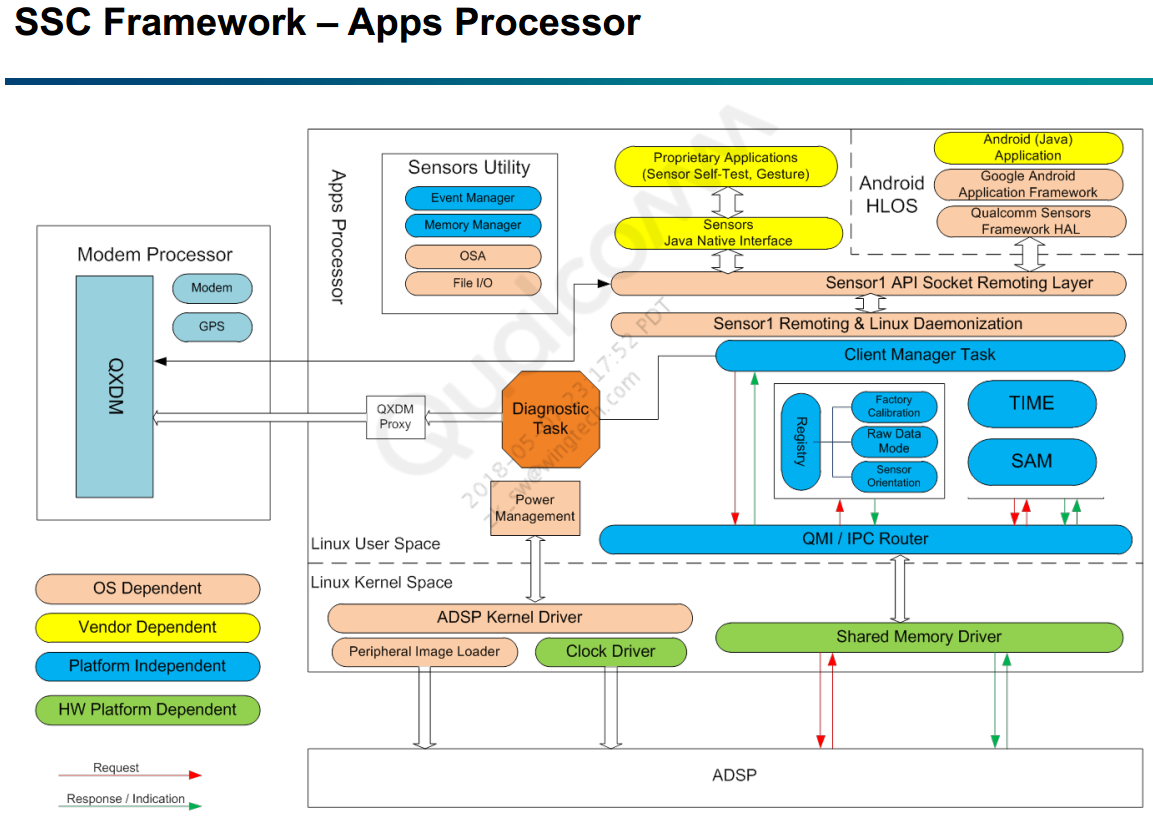 SSC Framework – Apps Processor
Modem Processor
QXDM
Modem
GPS
Apps Processor
Sensors Utility
Event Manager
Memory Manager
OSA
File I/O
Proprietary Applications
(Sensor Self-Test, Gesture)
Sensors
Java Native Interface
Android
HLOS
Android (Java)
Application
Google Android
Application Framework
Qualcomm Sensors
Framework HAL
Sensor1 API Socket Remoting Layer
Sensor1 Remoting & Linux Daemonization
Client Manager Task
QXDM
Proxy
Diagnostic
Task
Registry
Factory
Calibration
Raw Data
Mode
Sensor
Orientation
TIME
SAM
Power
Management
QMI / IPC Router
Linux User Space
Linux Kernel Space
ADSP Kernel Driver
Peripheral Image Loader
Clock Driver
Shared Memory Driver
ADSP
OS Dependent
Vendor Dependent
Platform Independent
HW Platform Dependent
Request
Response / Indication
Qualcomm
17:52 PDT